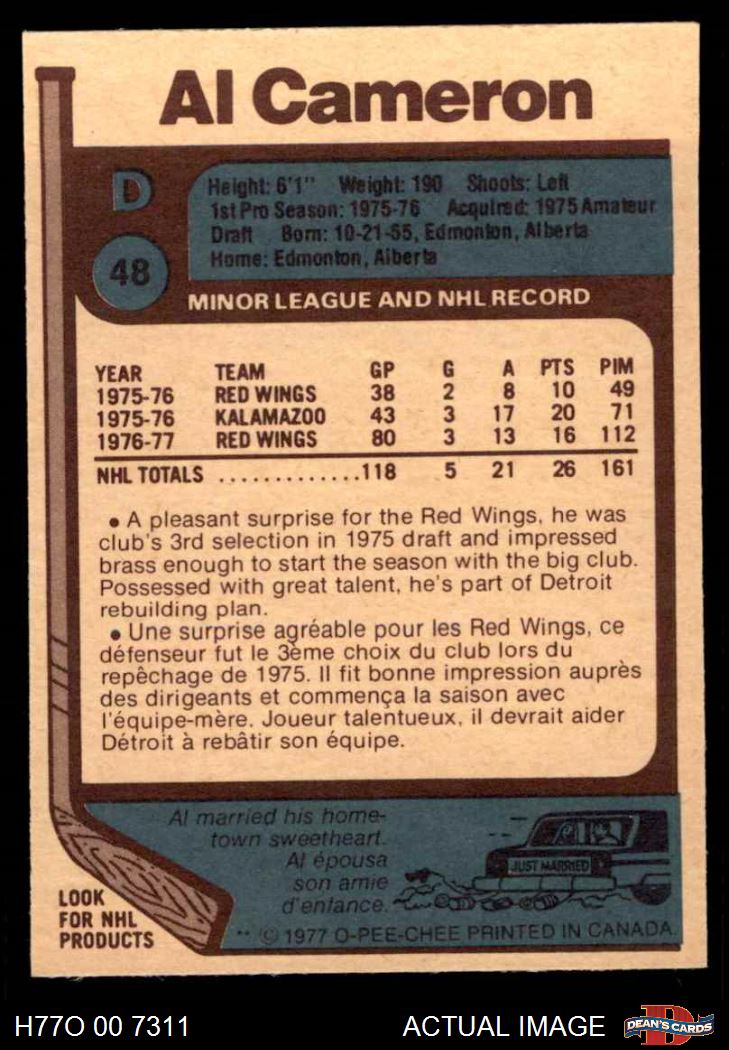 Al Cameron
D
48
Height: 6'1" Weight: 190 Shoots: Left
1st Pro Season: 1975-76 Acquired: 1975 Amateur
Draft Born: 10-21-55, Edmonton, Alberta
Home: Edmonton, Alberta
MINOR LEAGUE AND NHL RECORD
YEAR TEAM GP G A PTS PIM
1975-76 RED WINGS 38 2 8 10 49
1975-76 KALAMAZOO 43 3 17 20 71
1976-77 RED WINGS 80 3 13 16 112
NHL TOTALS .............118 5 21 26 161
• A pleasant surprise for the Red Wings, he was
club's 3rd selection in 1975 draft and impressed
brass enough to start the season with the big club.
Possessed with great talent, he's part of Detroit
rebuilding plan.
• Une surprise agréable pour les Red Wings, ce
défenseur fut le 3ème choix du club lors du
repêchage de 1975. Il fit bonne impression auprès
des dirigeants et commença la saison avec
l'équipe-mère. Joueur talentueux, il devrait aider
Détroit à rebâtir son équipe.
Al married his home-
town sweetheart.
Al épousa
son amie
d'enfance.
JUST MARRIED
LOOK
FOR NHL
PRODUCTS
** © 1977 O-PEE-CHEE PRINTED IN CANADA.
H77O 00 7311
ACTUAL IMAGE
D
DEAN'S CARDS